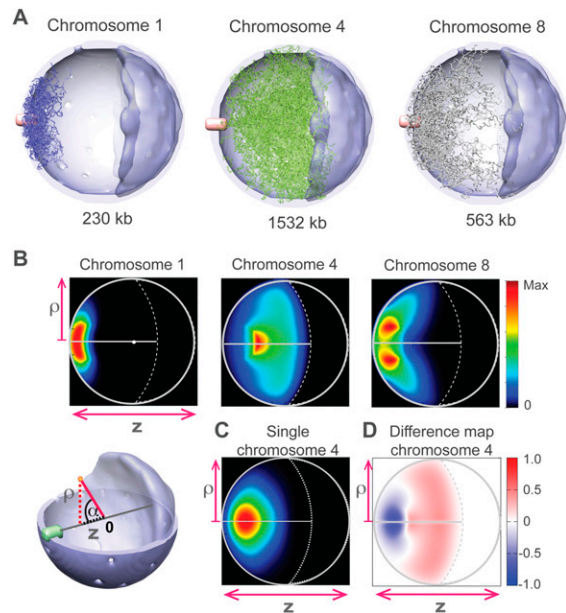 A
Chromosome 1 Chromosome 4 Chromosome 8
230 kb 1532 kb 563 kb
B
Chromosome 1 Chromosome 4 Chromosome 8
Max
ρ
0
z
C Single chromosome 4
D Difference map chromosome 4
ρ
α
z 0
ρ
ρ
1.0
0.5
0.0
-0.5
-1.0
z
z